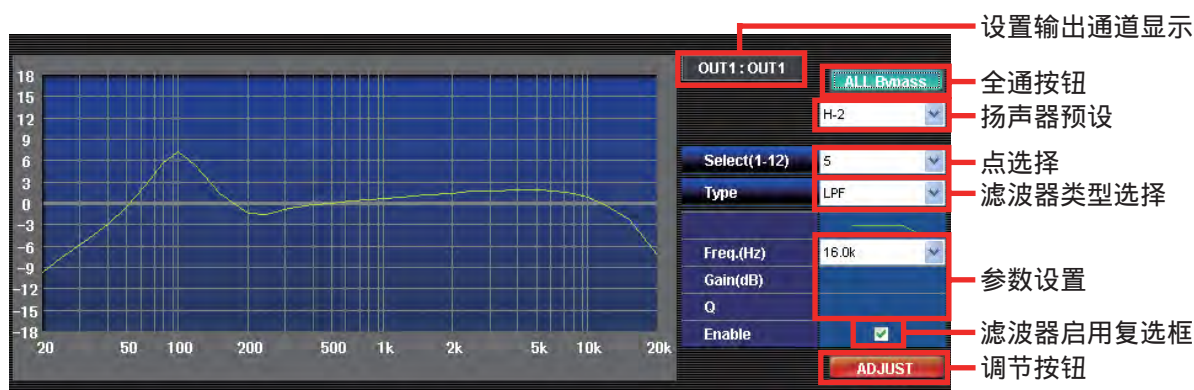 设置输出通道显示
OUT1 : OUT1
ALL Bypass
全通按钮
H-2
扬声器预设
Select(1-12)
5
点选择
Type
LPF
滤波器类型选择
Freq.(Hz)
16.0k
Gain(dB)
Q
参数设置
Enable
滤波器启用复选框
ADJUST
调节按钮
18
15
12
9
6
3
0
-3
-6
-9
-12
-15
-18
20 50 100 200 500 1k 2k 5k 10k 20k